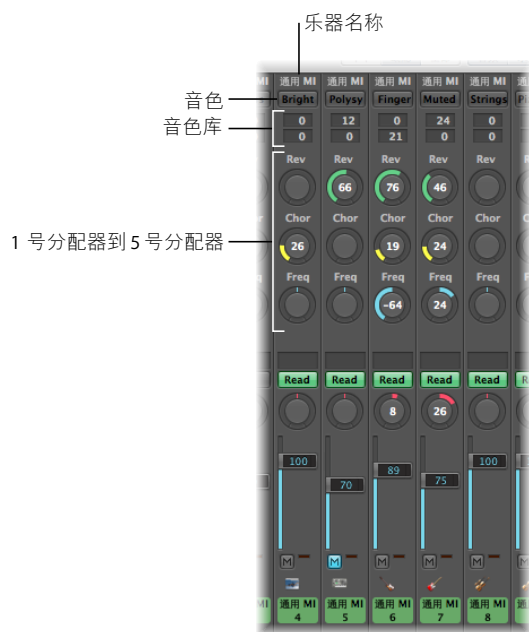 乐器名称
MI 通用 MI 通用 MI 通用 MI 通用 MI 通用 MI
音色
Bright Polysy Finger Muted Strings
音色库
0 12 0 24 0
0 0 21 0 0
Rev Rev Rev Rev Rev
66 76 46
1 号分配器到 5 号分配器
Chor Chor Chor Chor Chor
26 19 24
Freq Freq Freq Freq Freq
-64 24
Read Read Read Read Read
8 26
100 70 89 75 100
M M M M M
MI 通用 MI 通用 MI 通用 MI 通用 MI 通用 MI
4 5 6 7 8